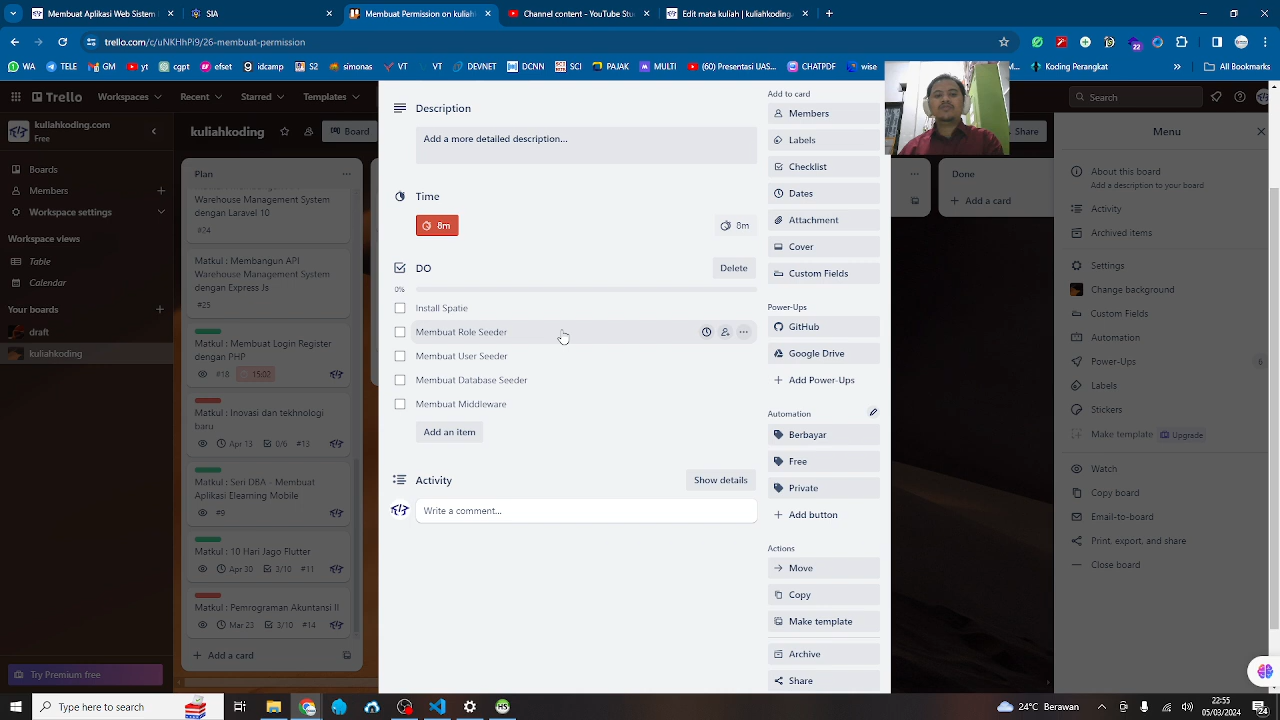 (1) Warehouse Management System
SIA
Membuat Warehouse Management
Channel content - YouTube Stu
Edit mata kuliah | kuliahkoding.
trello.com/c/uNKHhPi9/26-membuat-permission
WA
TELE
GM
yt
cgpt
efset
idcamp
S2
simonas
VT
VT
DEVNET
DCNN
SCI
PAJAK
MULTI
(60) Presentasi UAS...
CHATPDF
wise
Koding Perangkat...
All Bookmarks
Trello
Workspaces
Recent
Starred
Templates
Search
kuliahkoding.com
Free
Boards
Members
Workspace settings
Workspace views
Table
Calendar
Your boards
draft
kuliahkoding
Try Premium free
kuliahkoding
Board
Share
Plan
Warehouse Management System
dengan Laravel 10
#24
Matkul : Membangun API
Warehouse Management System
dengan Express Js
#25
Matkul : Membuat Login Register
dengan PHP
#18
15:02
Matkul : Inovasi dan teknologi
baru
Apr 13
0/6
#13
Matkul : Seri DBA - Membuat
Aplikasi Elearning Mobile
#9
Matkul : 10 Hari Jago Flutter
Apr 30
3/10
#11
Matkul : Pemrograman Akuntansi II
Mar 23
3/10
#14
Add a card
Description
Add a more detailed description...
Time
8m
8m
DO
Delete
0%
Install Spatie
Membuat Role Seeder
Membuat User Seeder
Membuat Database Seeder
Membuat Middleware
Add an item
Activity
Show details
Write a comment...
Add to card
Members
Labels
Checklist
Dates
Attachment
Cover
Custom Fields
Power-Ups
GitHub
Google Drive
Add Power-Ups
Automation
Berbayar
Free
Private
Add button
Actions
Move
Copy
Make template
Archive
Share
Done
Add a card
Menu
About this board
Add a description to your board
Activity
Archived items
Settings
Change background
Custom Fields
Automation
Power-Ups
Labels
Stickers
Make template
Upgrade
Watch
Copy board
Email-to-board
Print, export, and share
Close board
Type here to search
21°C Berawan
22:55
25/03/2024